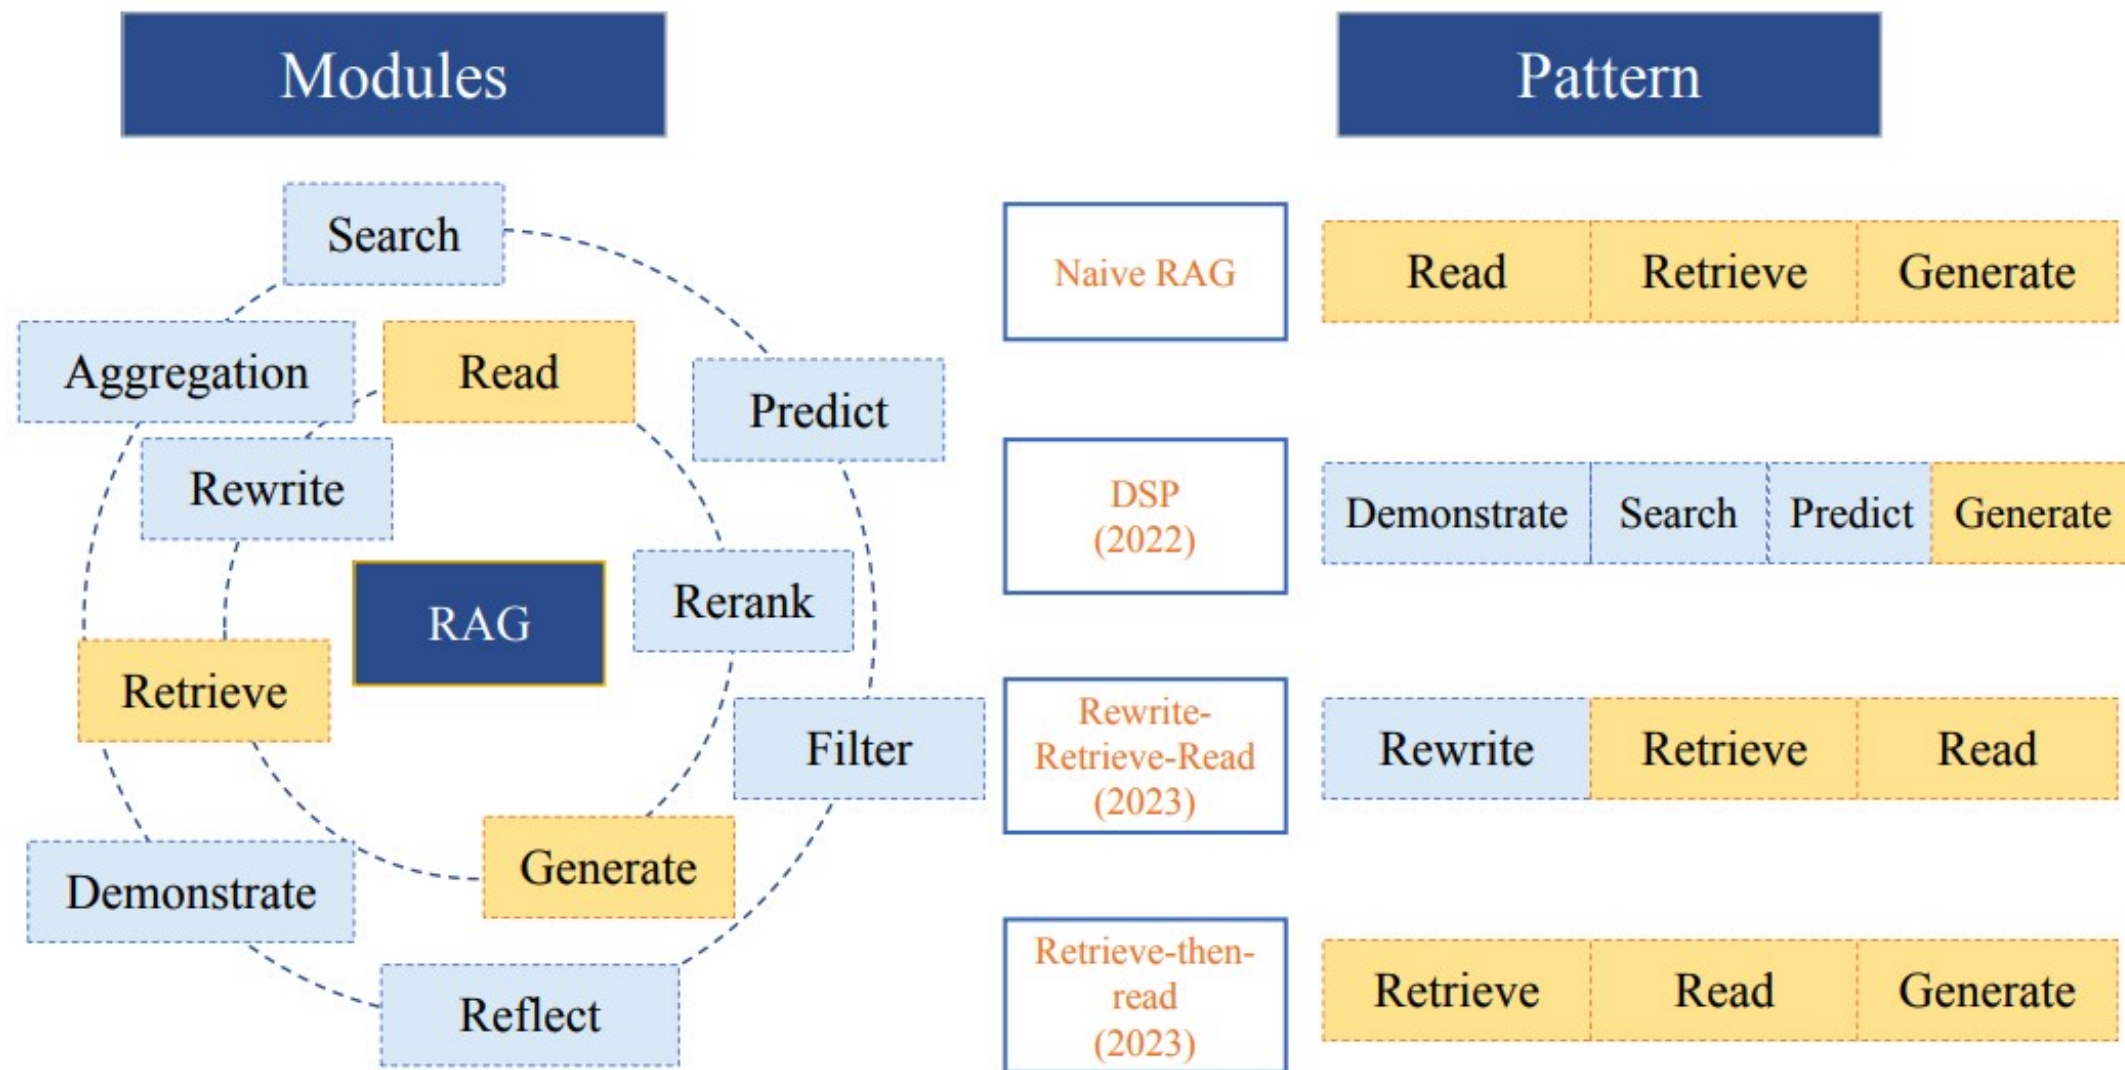 Modules
Search
Aggregation
Read
Predict
Rewrite
Rerank
RAG
Retrieve
Filter
Generate
Demonstrate
Reflect
Pattern
Naive RAG
Read Retrieve Generate
DSP
(2022)
Demonstrate Search Predict Generate
Rewrite-
Retrieve-Read
(2023)
Rewrite Retrieve Read
Retrieve-then-
read
(2023)
Retrieve Read Generate